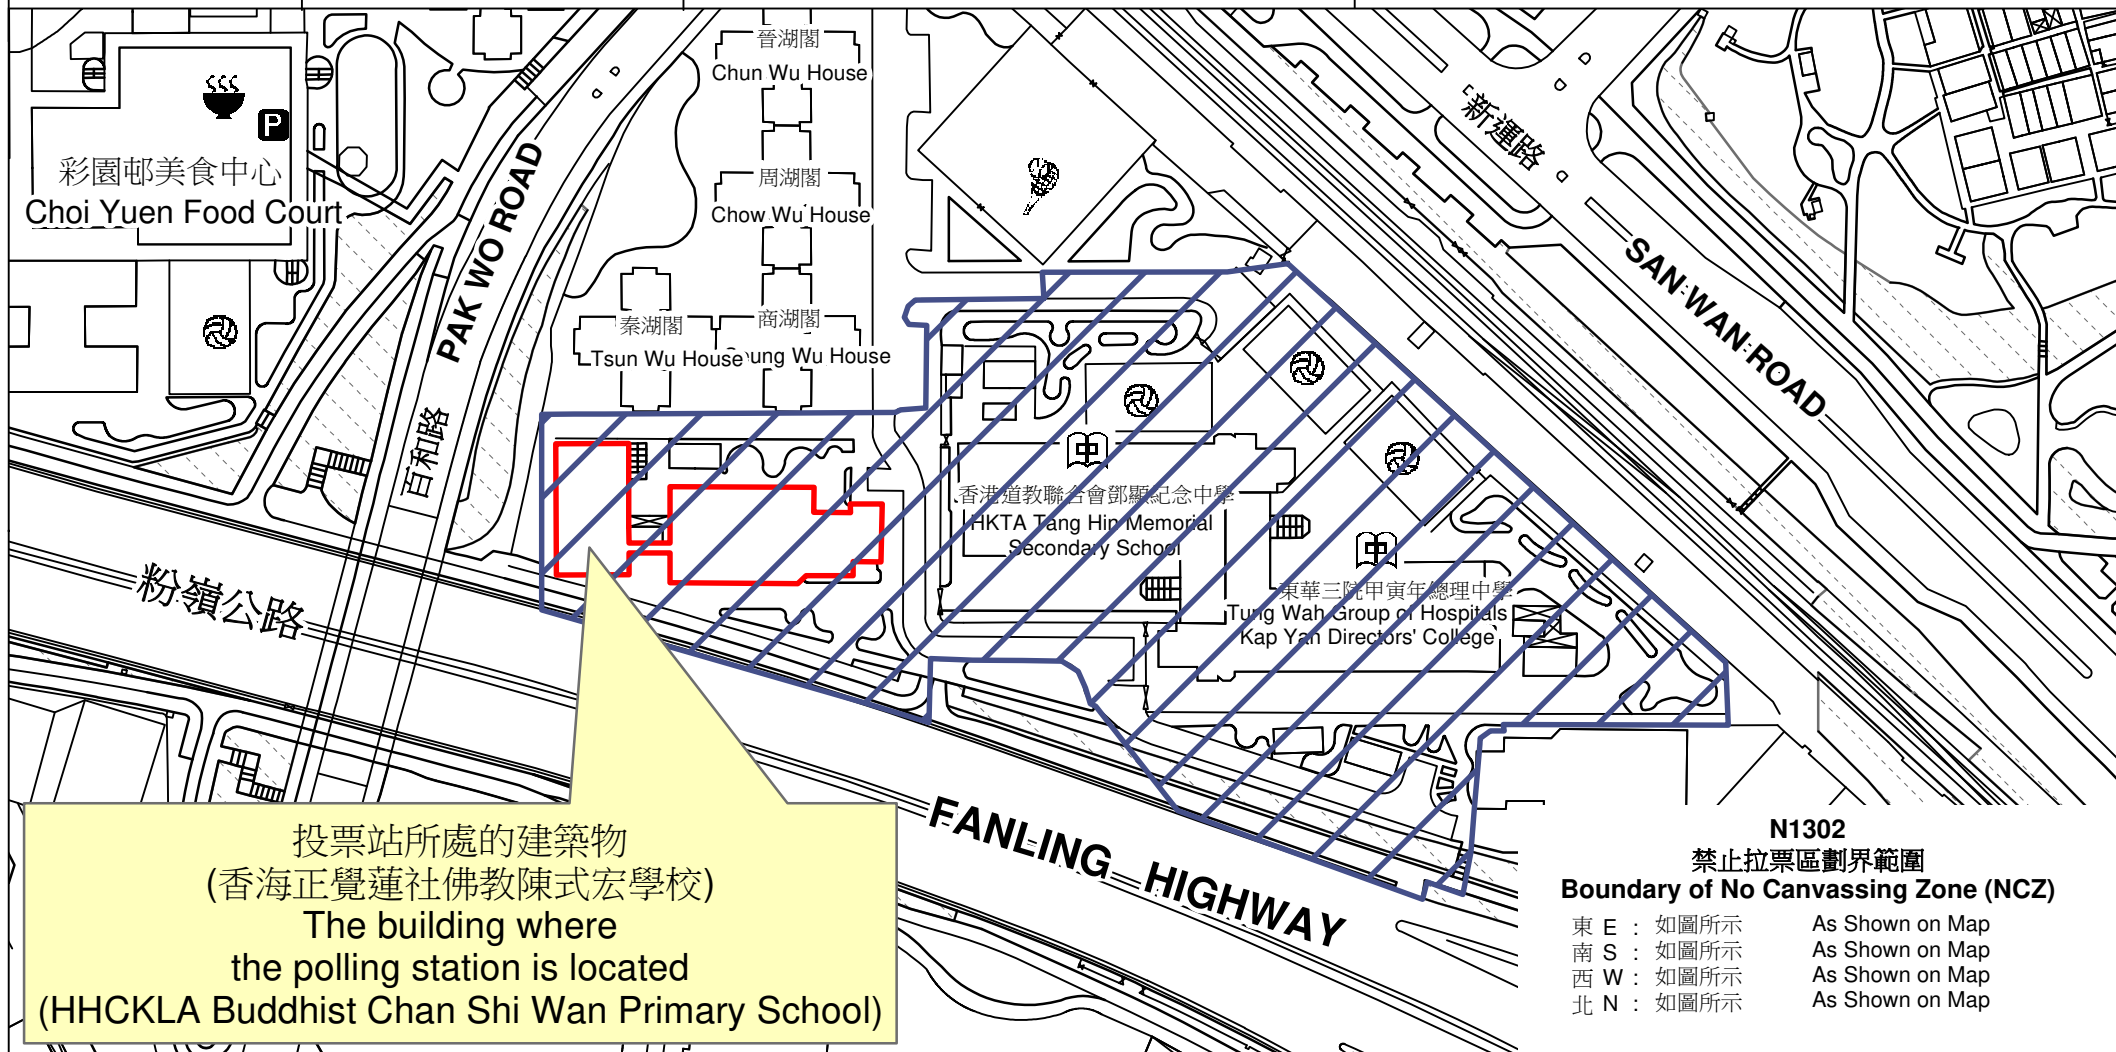 晉湖閣
Chun Wu House
P
彩園邨美食中心
Choi Yuen Food Court
PAK WO ROAD
百和路
周湖閣
Chow Wu House
新運路
SAN WAN ROAD
秦湖閣
Tsun Wu House
商湖閣
eung Wu House
中
香港道教聯合會鄧顯紀念中學
HKTA Tang Hin Memorial
Secondary School
中
東華三院甲寅年總理中學
Tung Wah Group of Hospitals
Kap Yan Directors' College
粉嶺公路
FANLING HIGHWAY
投票站所處的建築物
(香海正覺蓮社佛教陳式宏學校)
The building where
the polling station is located
(HHCKLA Buddhist Chan Shi Wan Primary School)
N1302
禁止拉票區劃界範圍
Boundary of No Canvassing Zone (NCZ)
東 E : 如圖所示 As Shown on Map
南 S : 如圖所示 As Shown on Map
西 W : 如圖所示 As Shown on Map
北 N : 如圖所示 As Shown on Map